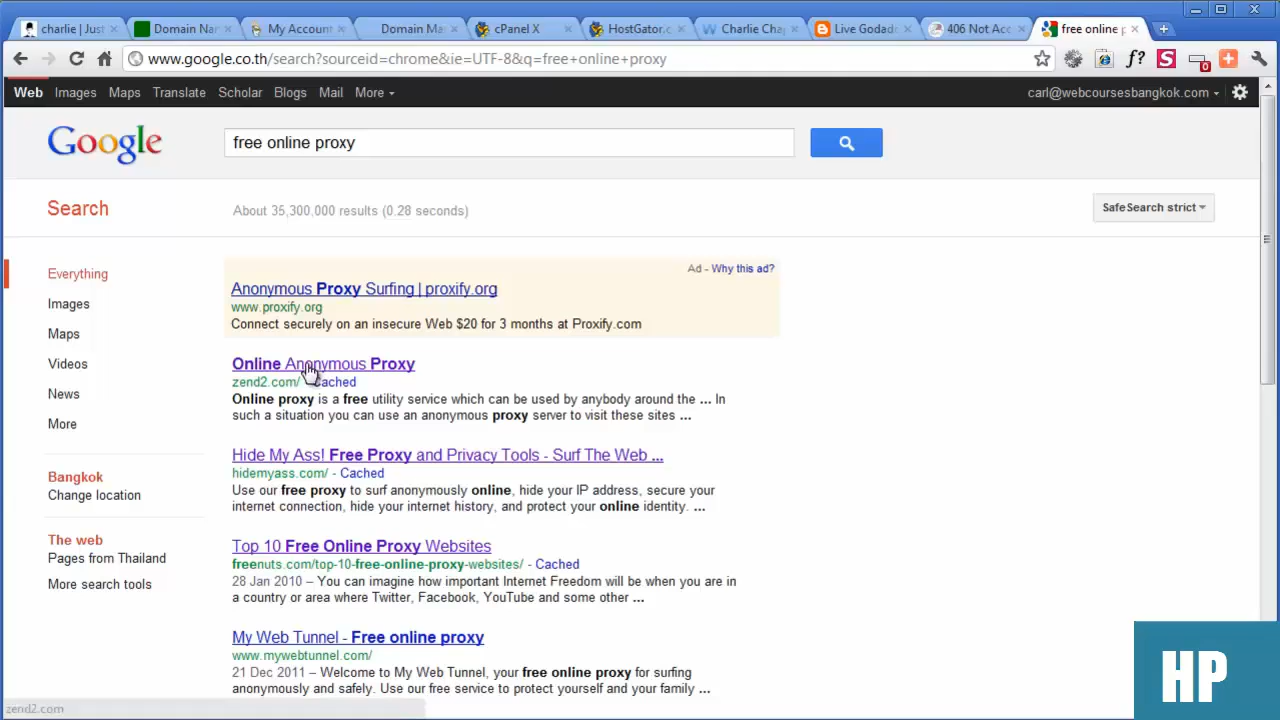 charlie | Just
Domain Nar
My Account
Domain Ma
cPanel X
HostGator.c
Charlie Cha
Live Godad
406 Not Acc
free online p
www.google.co.th/search?sourceid=chrome&ie=UTF-8&q=free+online+proxy
f?
S
0
Web Images Maps Translate Scholar Blogs Mail More
carl@webcoursesbangkok.com
Google
free online proxy
Search
About 35,300,000 results (0.28 seconds)
SafeSearch strict
Everything
Images
Maps
Videos
News
More
Bangkok
Change location
The web
Pages from Thailand
More search tools
Ad - Why this ad?
Anonymous Proxy Surfing | proxify.org
www.proxify.org
Connect securely on an insecure Web $20 for 3 months at Proxify.com
Online Anonymous Proxy
zend2.com/ - Cached
Online proxy is a free utility service which can be used by anybody around the ... In
such a situation you can use an anonymous proxy server to visit these sites ...
Hide My Ass! Free Proxy and Privacy Tools - Surf The Web ...
hidemyass.com/ - Cached
Use our free proxy to surf anonymously online, hide your IP address, secure your
internet connection, hide your internet history, and protect your online identity. ...
Top 10 Free Online Proxy Websites
freenuts.com/top-10-free-online-proxy-websites/ - Cached
28 Jan 2010 – You can imagine how important Internet Freedom will be when you are in
a country or area where Twitter, Facebook, YouTube and some other ...
My Web Tunnel - Free online proxy
www.mywebtunnel.com/
21 Dec 2011 – Welcome to My Web Tunnel, your free online proxy for surfing
anonymously and safely. Use our free service to protect yourself and your family ...
zend2.com
HP